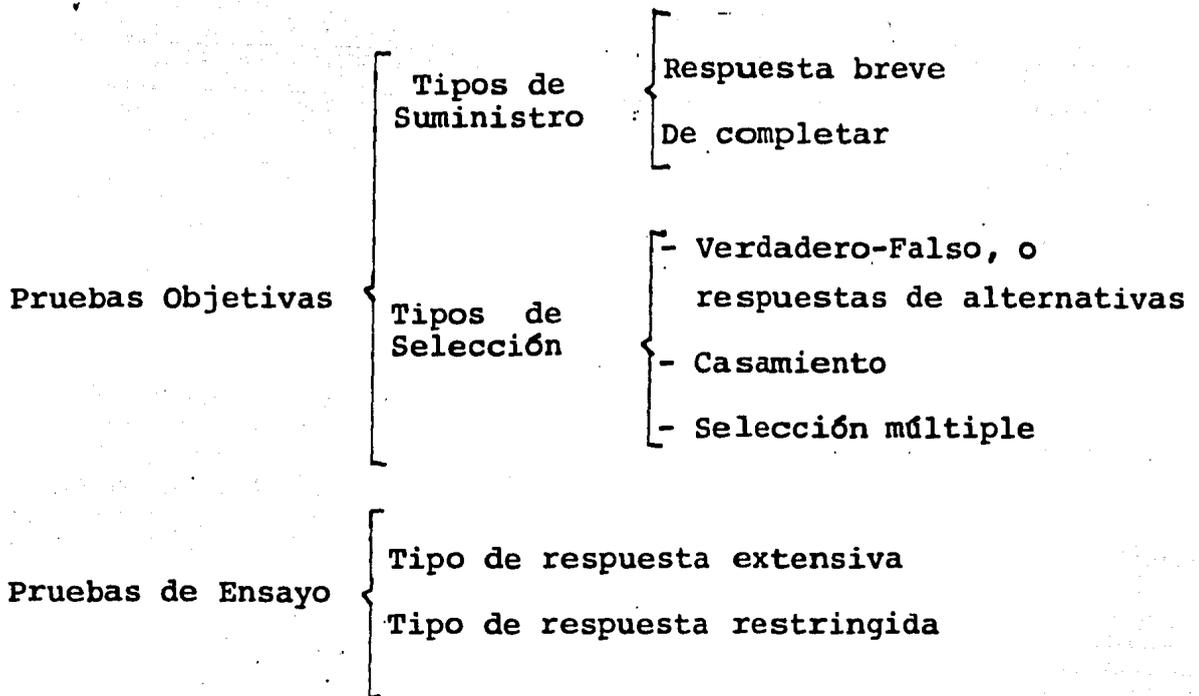 Pruebas Objetivas
Tipos de
Suministro
Respuesta breve
De completar
Tipos de
Selección
- Verdadero-Falso, o
respuestas de alternativas
- Casamiento
- Selección múltiple
Pruebas de Ensayo
Tipo de respuesta extensiva
Tipo de respuesta restringida